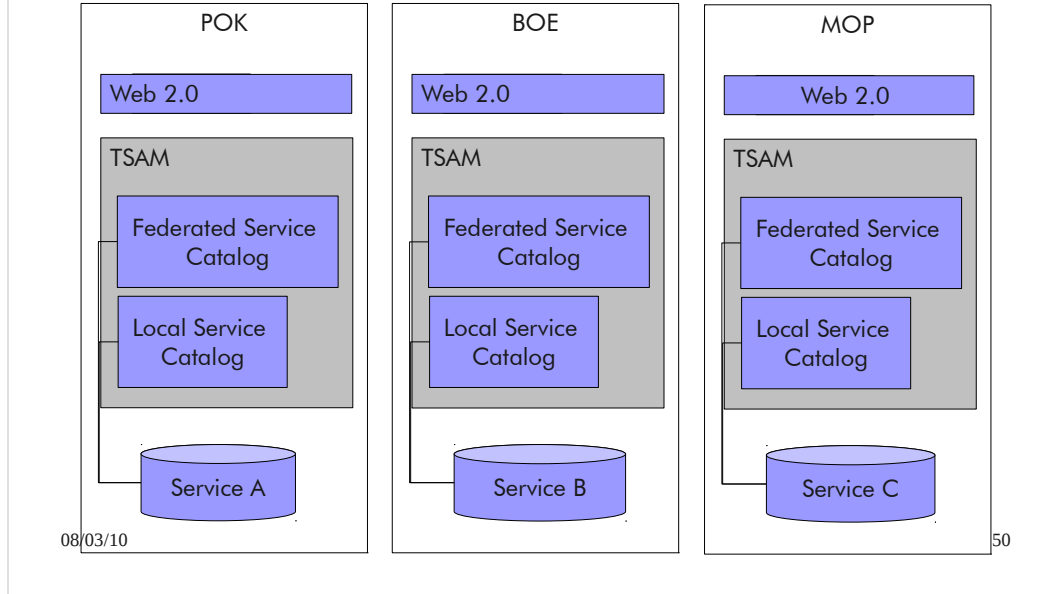 POK
Web 2.0
TSAM
Federated Service
Catalog
Local Service
Catalog
Service A
BOE
Web 2.0
TSAM
Federated Service
Catalog
Local Service
Catalog
Service B
MOP
Web 2.0
TSAM
Federated Service
Catalog
Local Service
Catalog
Service C
08/03/10
50